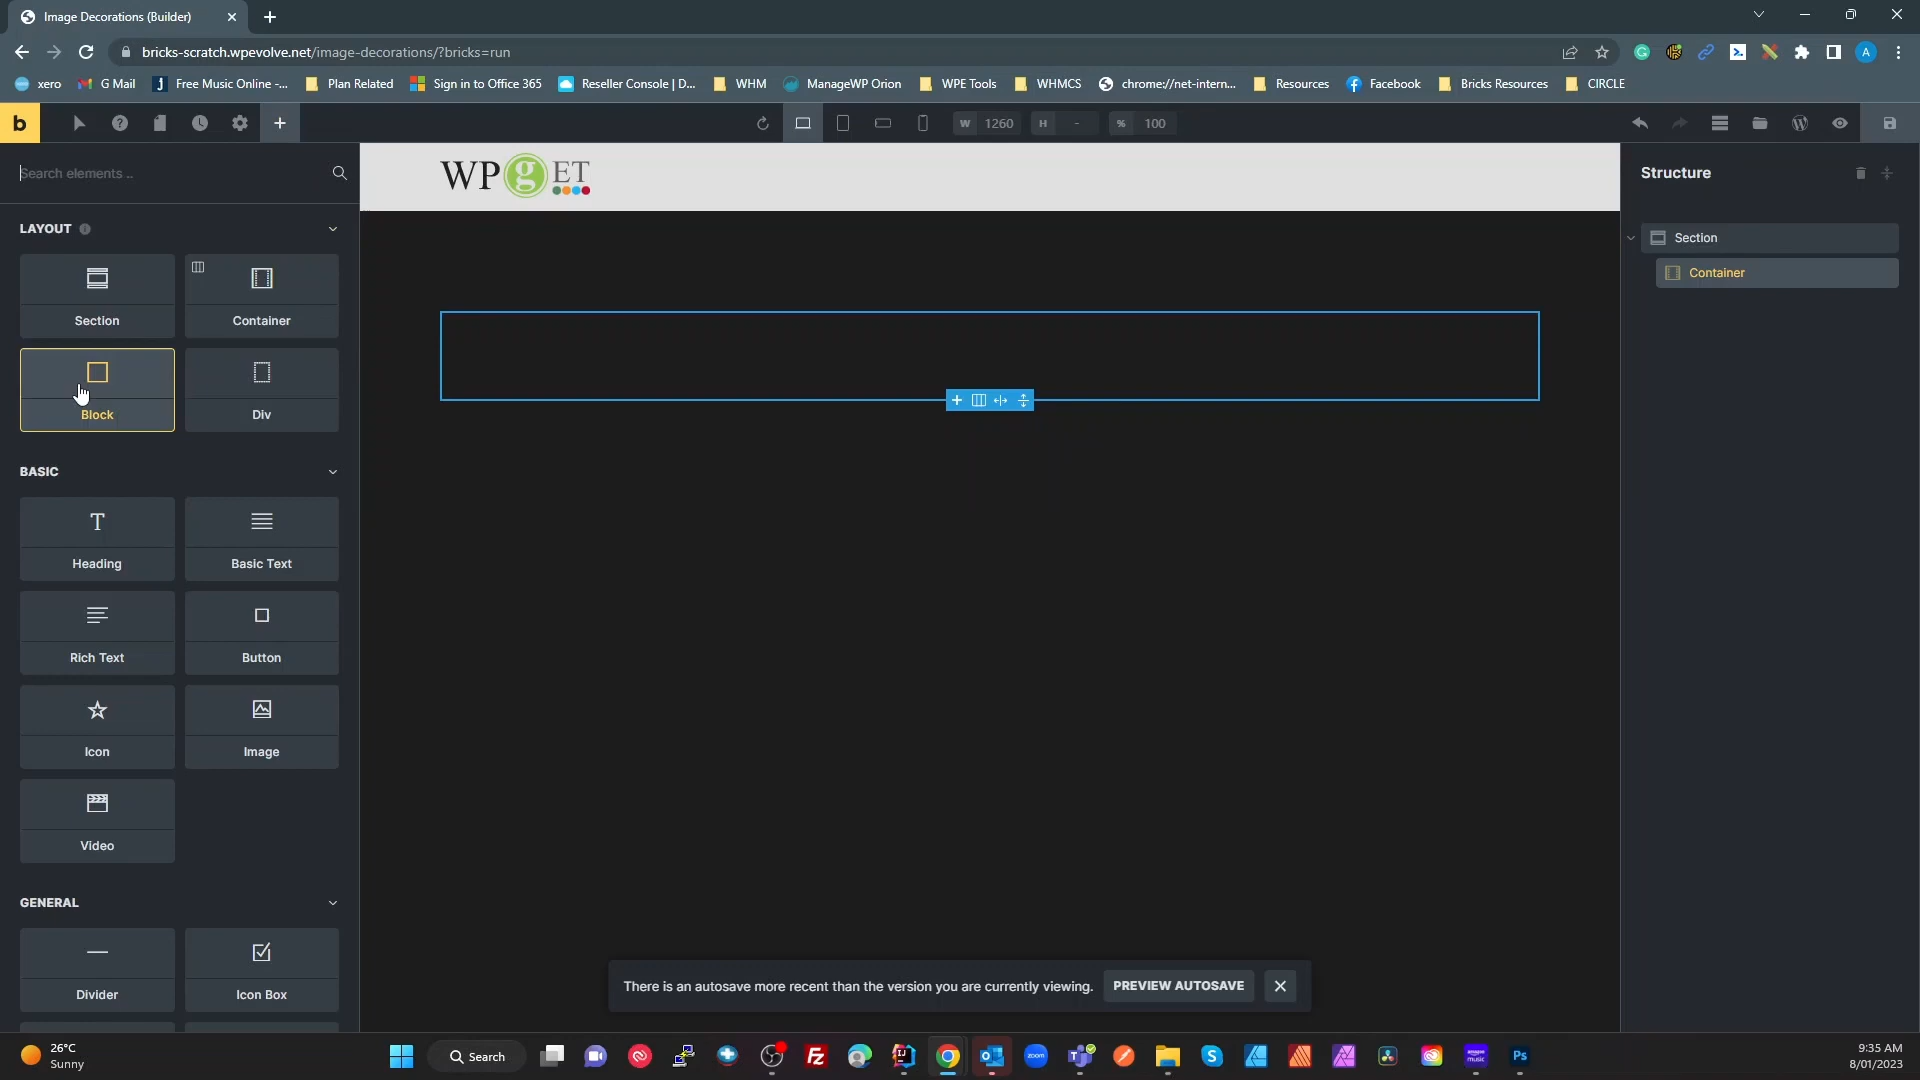 Image Decorations (Builder)
bricks-scratch.wpevolve.net/image-decorations/?bricks=run
A
xero
G Mail
Free Music Online -...
Plan Related
Sign in to Office 365
Reseller Console | D...
WHM
ManageWP Orion
WPE Tools
WHMCS
chrome://net-intern...
Resources
Facebook
Bricks Resources
CIRCLE
b
W 1260
H -
% 100
Search elements ..
WPgET
Structure
LAYOUT
Section
Container
Section
Container
Block
Div
BASIC
Heading
Basic Text
Rich Text
Button
Icon
Image
Video
GENERAL
Divider
Icon Box
There is an autosave more recent than the version you are currently viewing.
PREVIEW AUTOSAVE
26°C
Sunny
Search
zoom
Ps
9:35 AM
8/01/2023